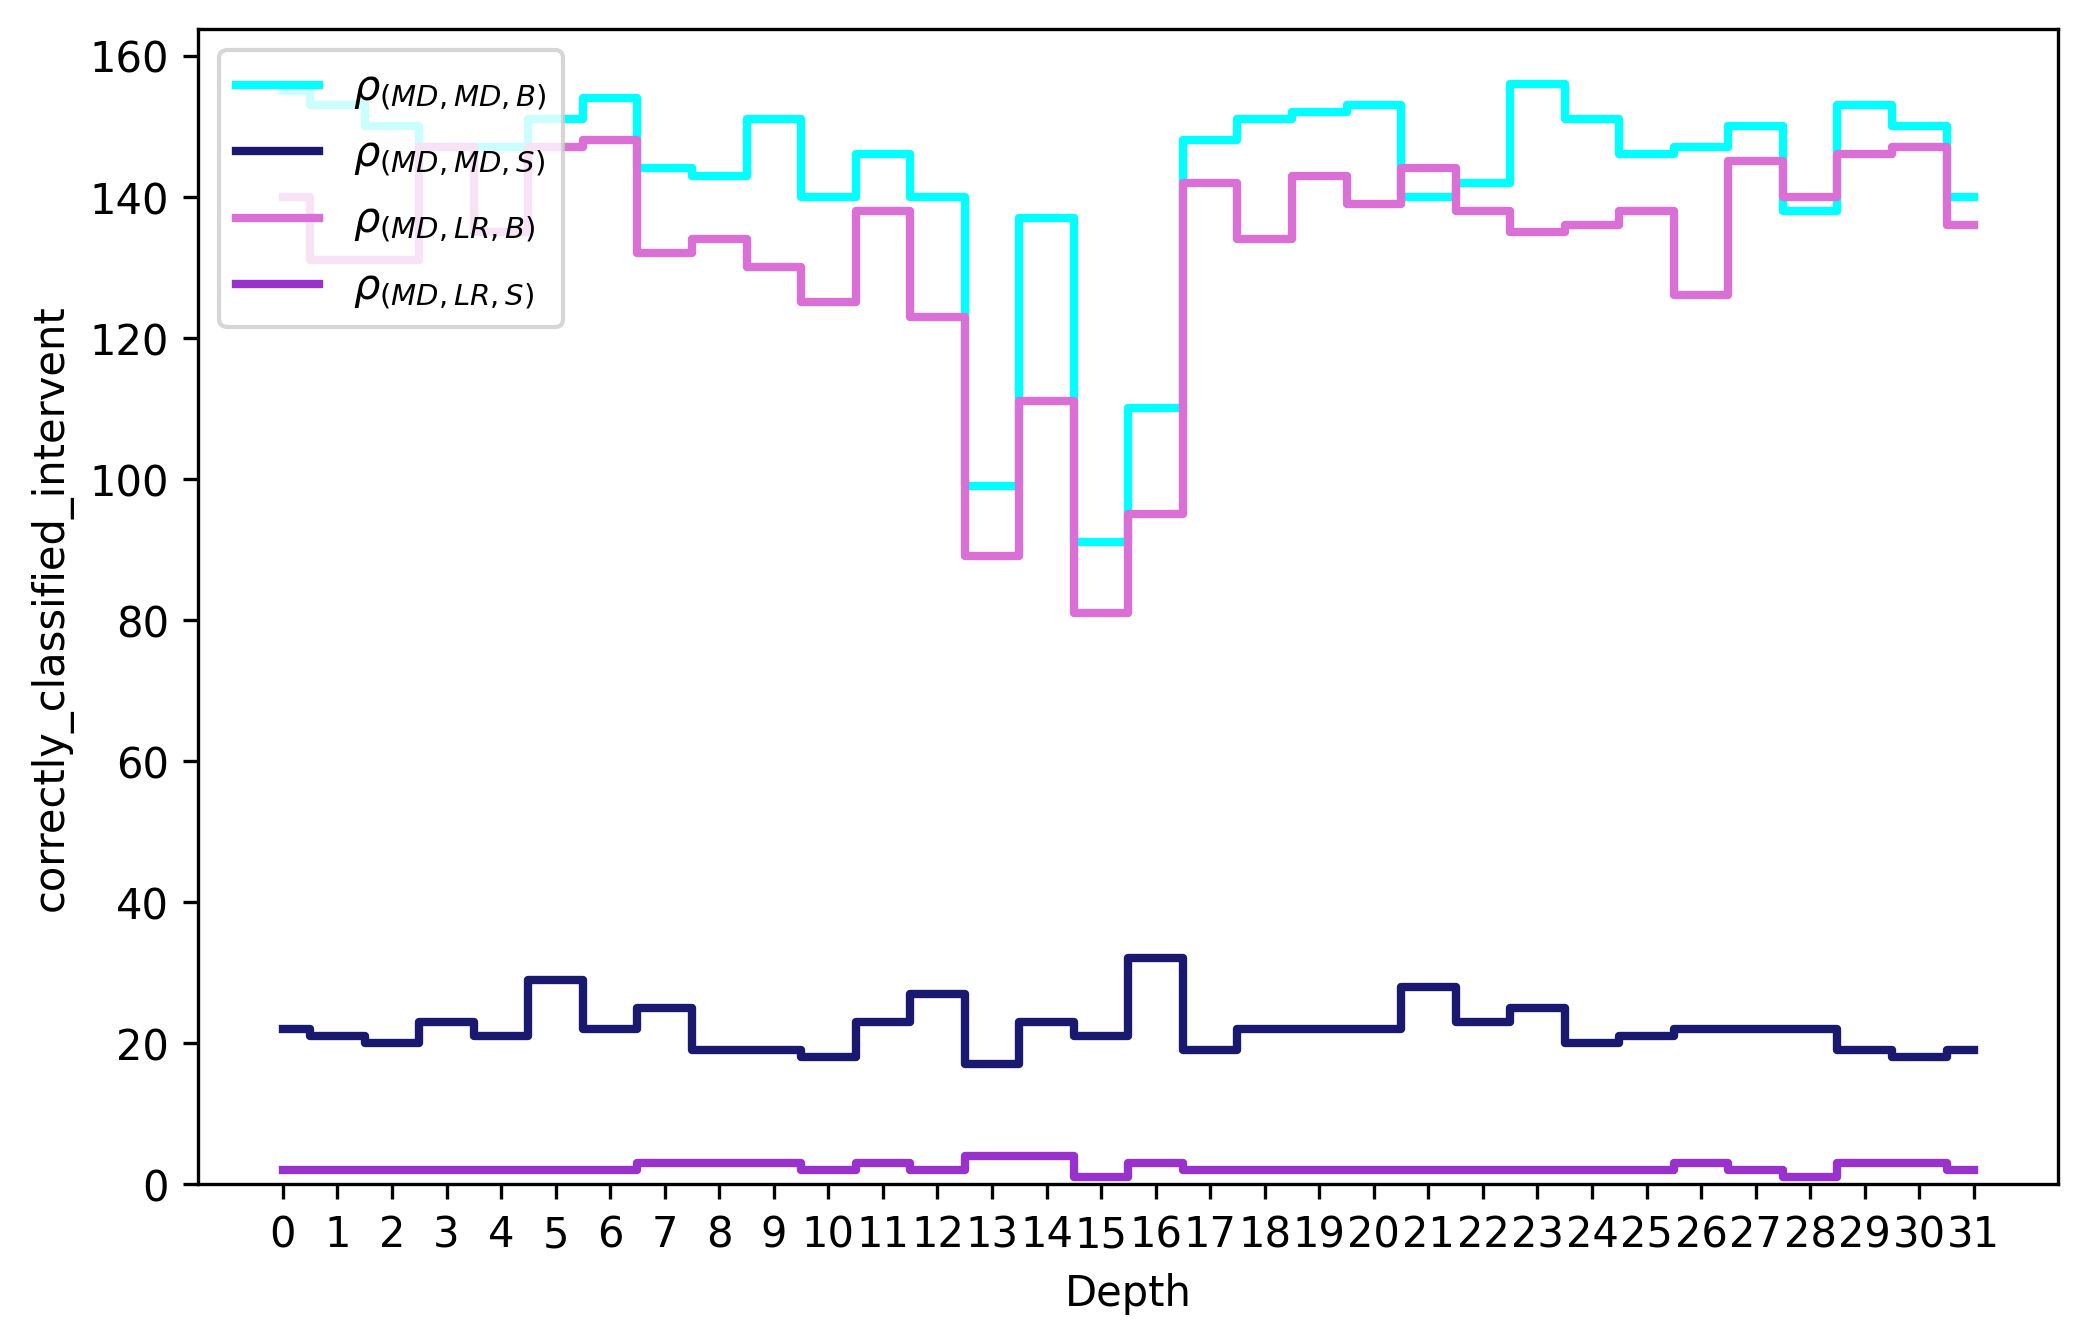 160
140
120
100
80
60
40
20
0
correctly_classified_intervent
ρ(MD, MD, B)
ρ(MD, MD, S)
ρ(MD, LR, B)
ρ(MD, LR, S)
0 1 2 3 4 5 6 7 8 9 10 11 12 13 14 15 16 17 18 19 20 21 22 23 24 25 26 27 28 29 30 31
Depth